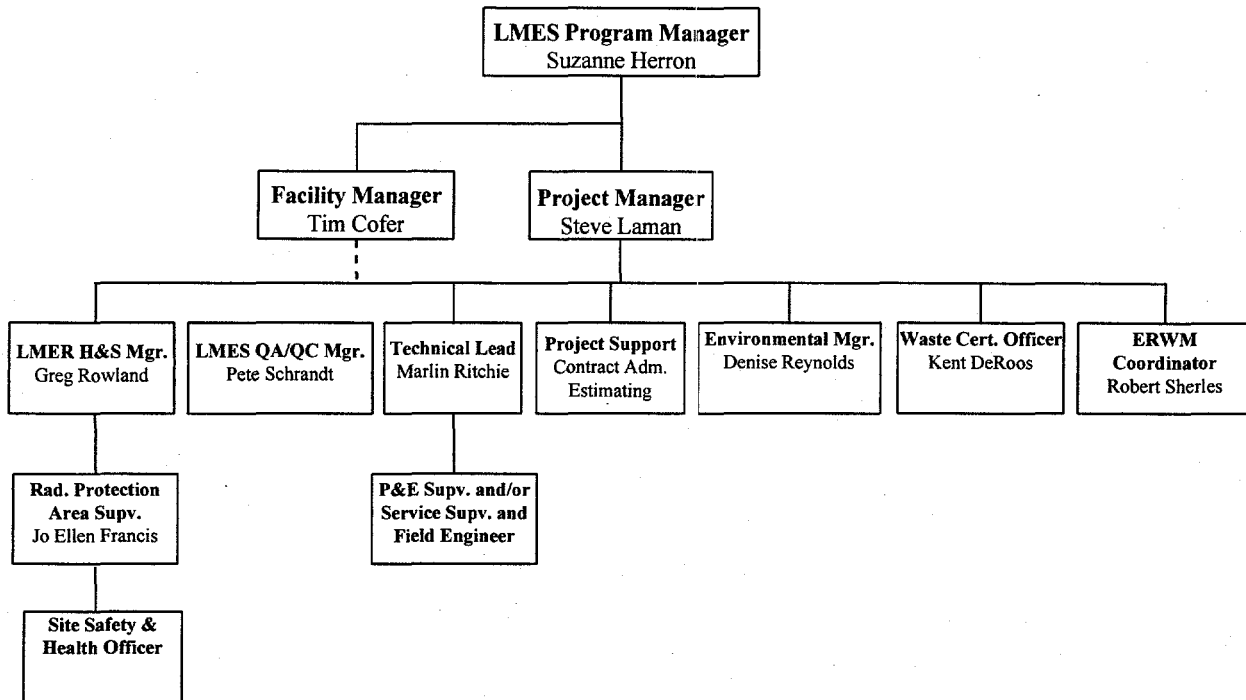 LMES Program Manager
Suzanne Herron
Facility Manager
Tim Cofer
Project Manager
Steve Laman
LMER H&S Mgr.
Greg Rowland
LMES QA/QC Mgr.
Pete Schrandt
Technical Lead
Marlin Ritchie
Project Support
Contract Adm.
Estimating
Environmental Mgr.
Denise Reynolds
Waste Cert. Officer
Kent DeRoos
ERWM
Coordinator
Robert Sherles
Rad. Protection
Area Supv.
Jo Ellen Francis
P&E Supv. and/or
Service Supv. and
Field Engineer
Site Safety &
Health Officer